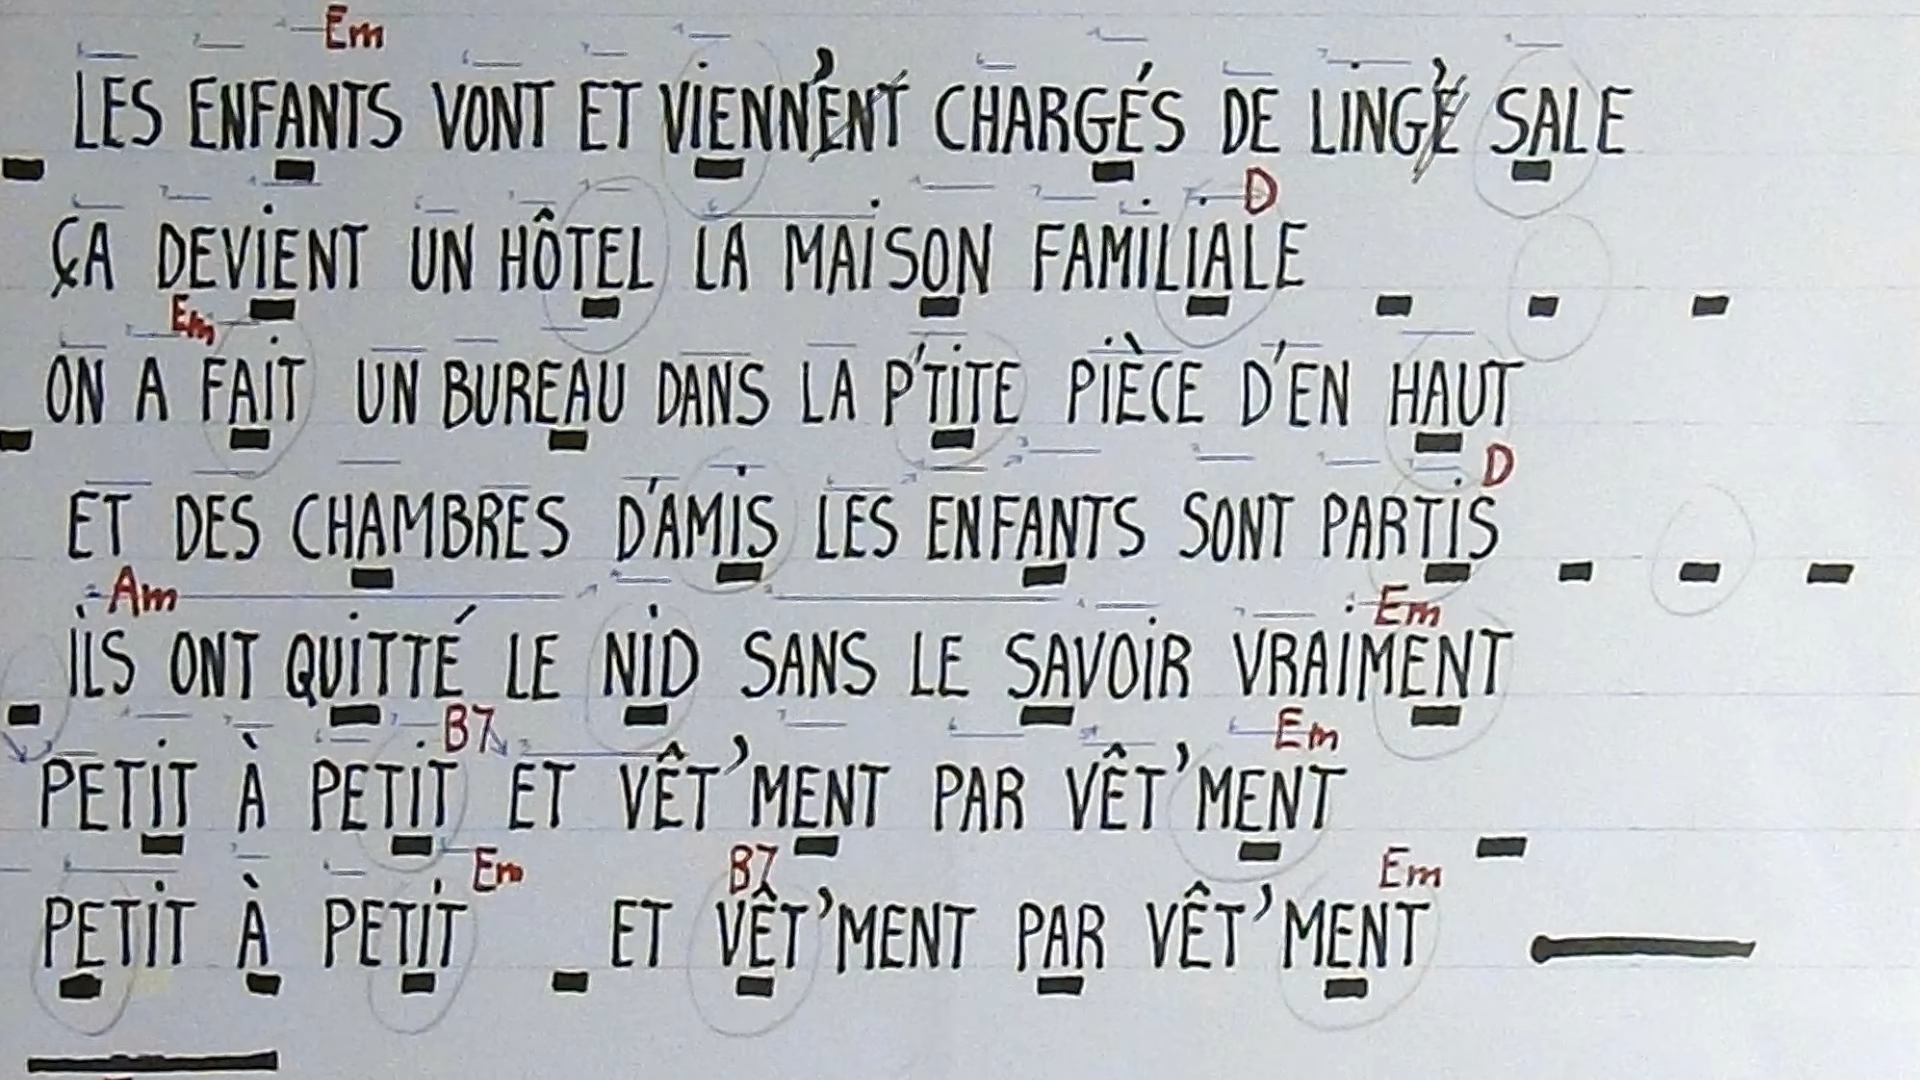 Em
LES ENFANTS VONT ET VIENN'ENT CHARGÉS DE LING'E SALE
D
ÇA DEVIENT UN HÔTEL LA MAISON FAMILIALE
Em
ON A FAIT UN BUREAU DANS LA P'TITE PIÈCE D'EN HAUT
D
ET DES CHAMBRES D'AMIS LES ENFANTS SONT PARTIS
Am Em
ILS ONT QUITTÉ LE NID SANS LE SAVOIR VRAIMENT
B7 Em
PETIT À PETIT ET VÊT'MENT PAR VÊT'MENT
Em B7 Em
PETIT À PETIT ET VÊT'MENT PAR VÊT'MENT